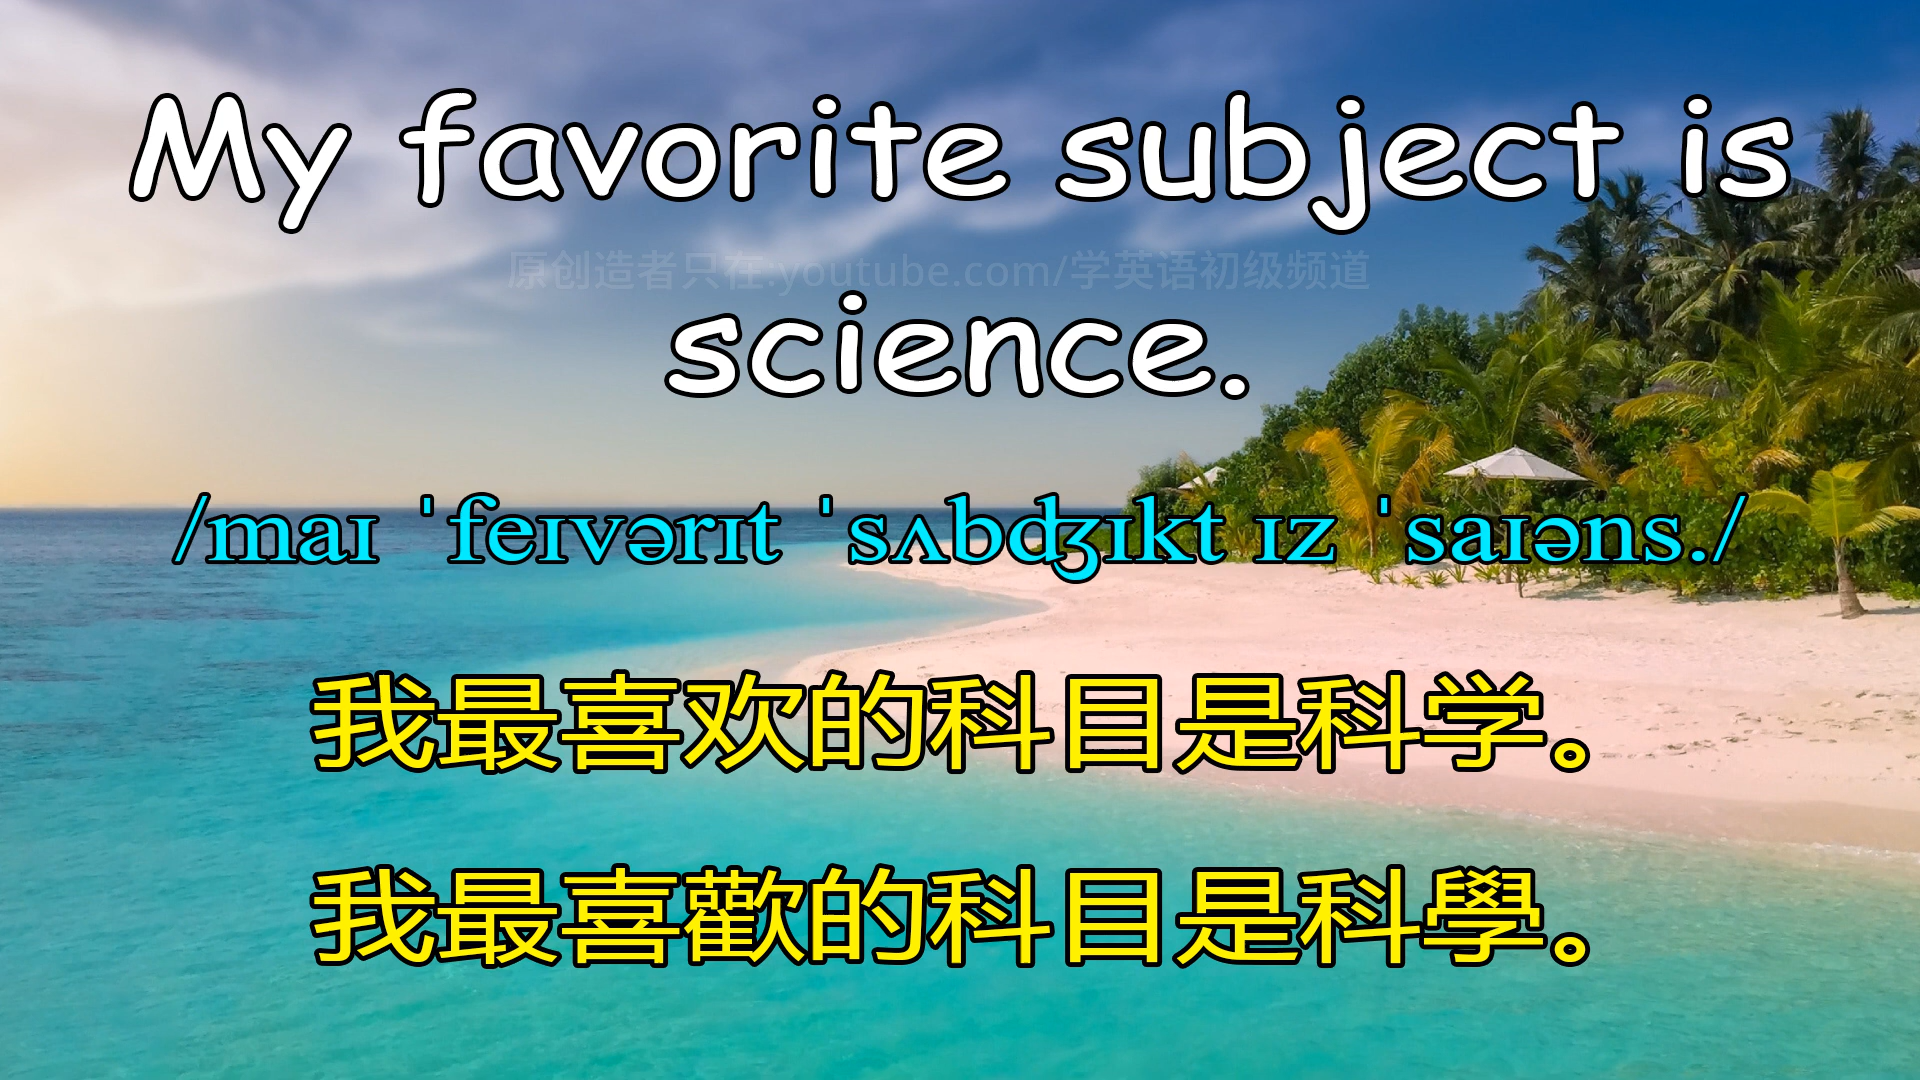 My favorite subject is
原创造者只在:youtube.com/学英语初级频道
science.
/maɪ ˈfeɪvərɪt ˈsʌbʤɪkt ɪz ˈsaɪəns./
我最喜欢的科目是科学。
我最喜歡的科目是科學。